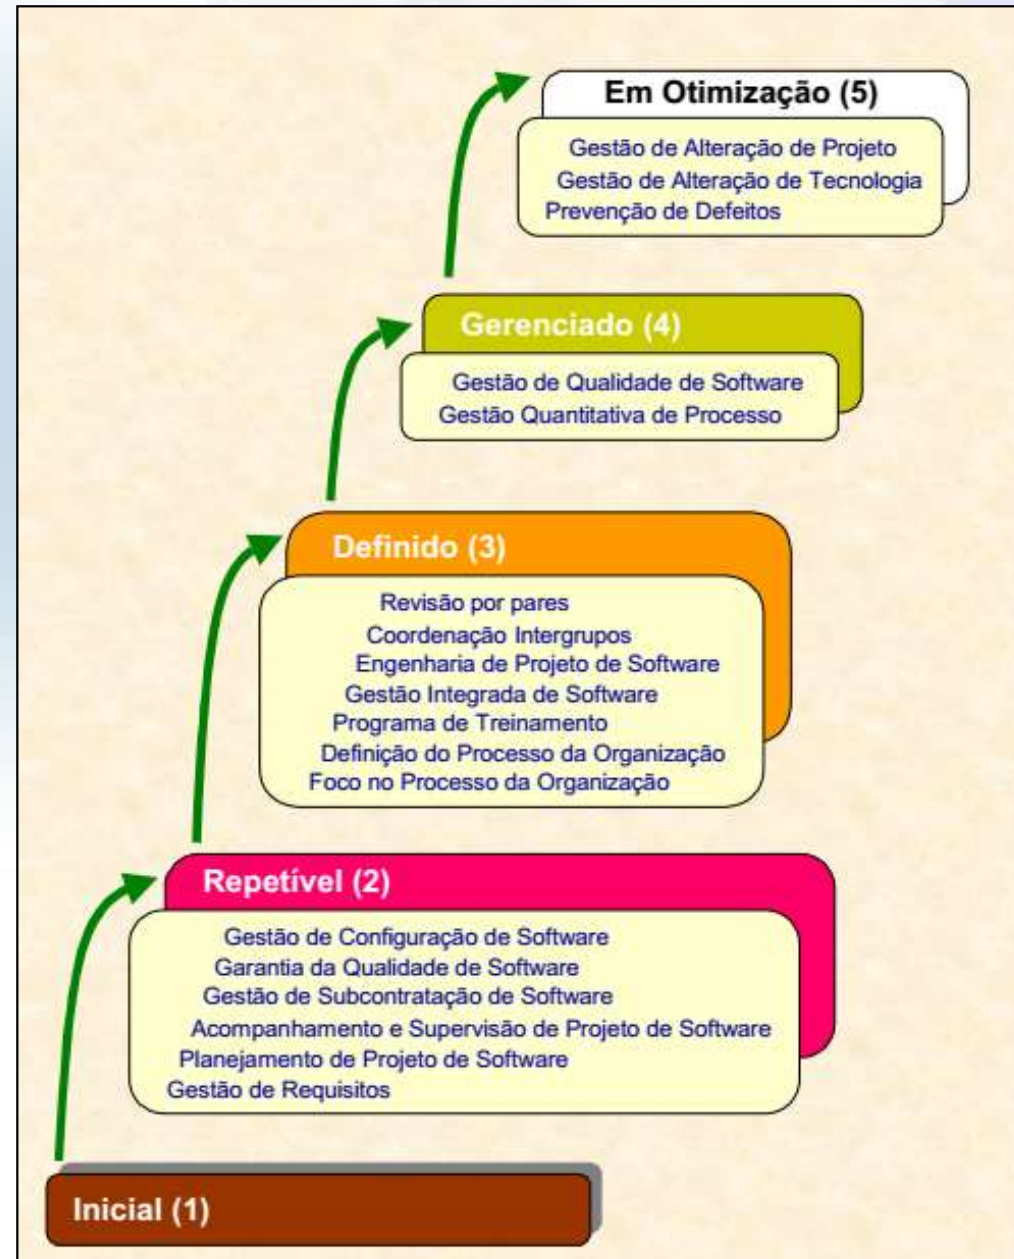 Em Otimização (5)
Gestão de Alteração de Projeto
Gestão de Alteração de Tecnologia
Prevenção de Defeitos
Gerenciado (4)
Gestão de Qualidade de Software
Gestão Quantitativa de Processo
Definido (3)
Revisão por pares
Coordenação Intergrupos
Engenharia de Projeto de Software
Gestão Integrada de Software
Programa de Treinamento
Definição do Processo da Organização
Foco no Processo da Organização
Repetível (2)
Gestão de Configuração de Software
Garantia da Qualidade de Software
Gestão de Subcontratação de Software
Acompanhamento e Supervisão de Projeto de Software
Planejamento de Projeto de Software
Gestão de Requisitos
Inicial (1)